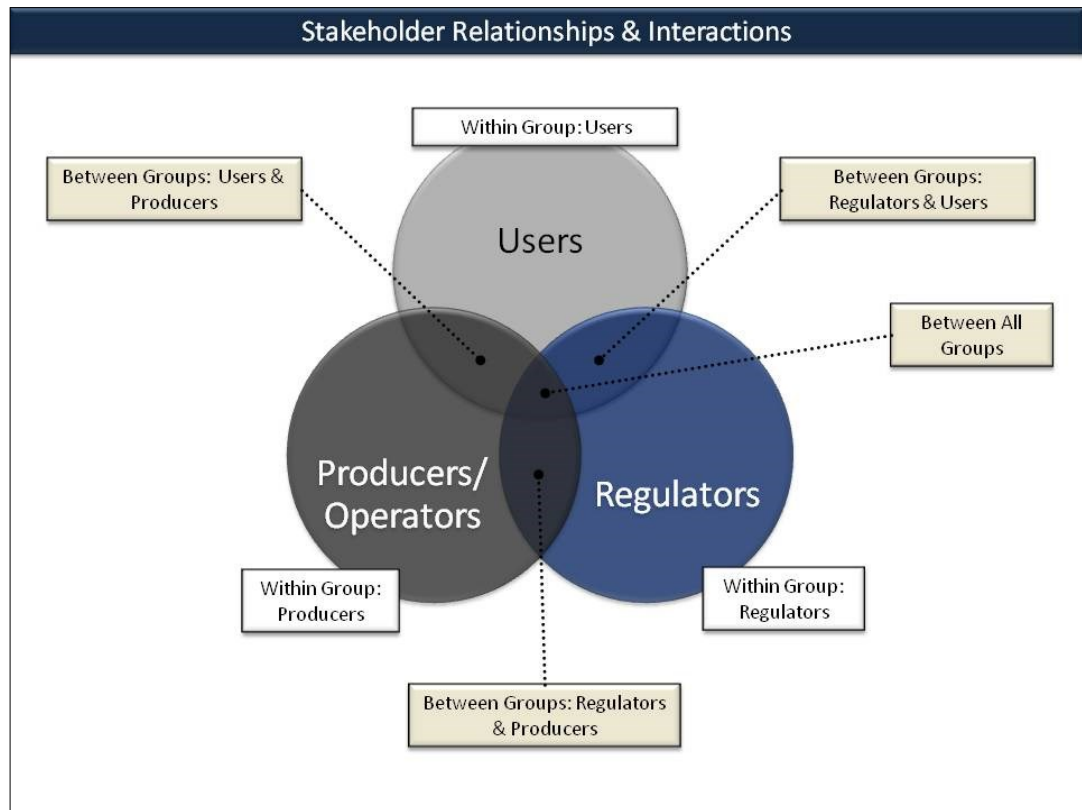 Stakeholder Relationships & Interactions
Within Group: Users
Between Groups: Users &
Producers
Between Groups:
Regulators & Users
Users
Between All
Groups
Producers/
Operators
Regulators
Within Group:
Producers
Within Group:
Regulators
Between Groups: Regulators
& Producers